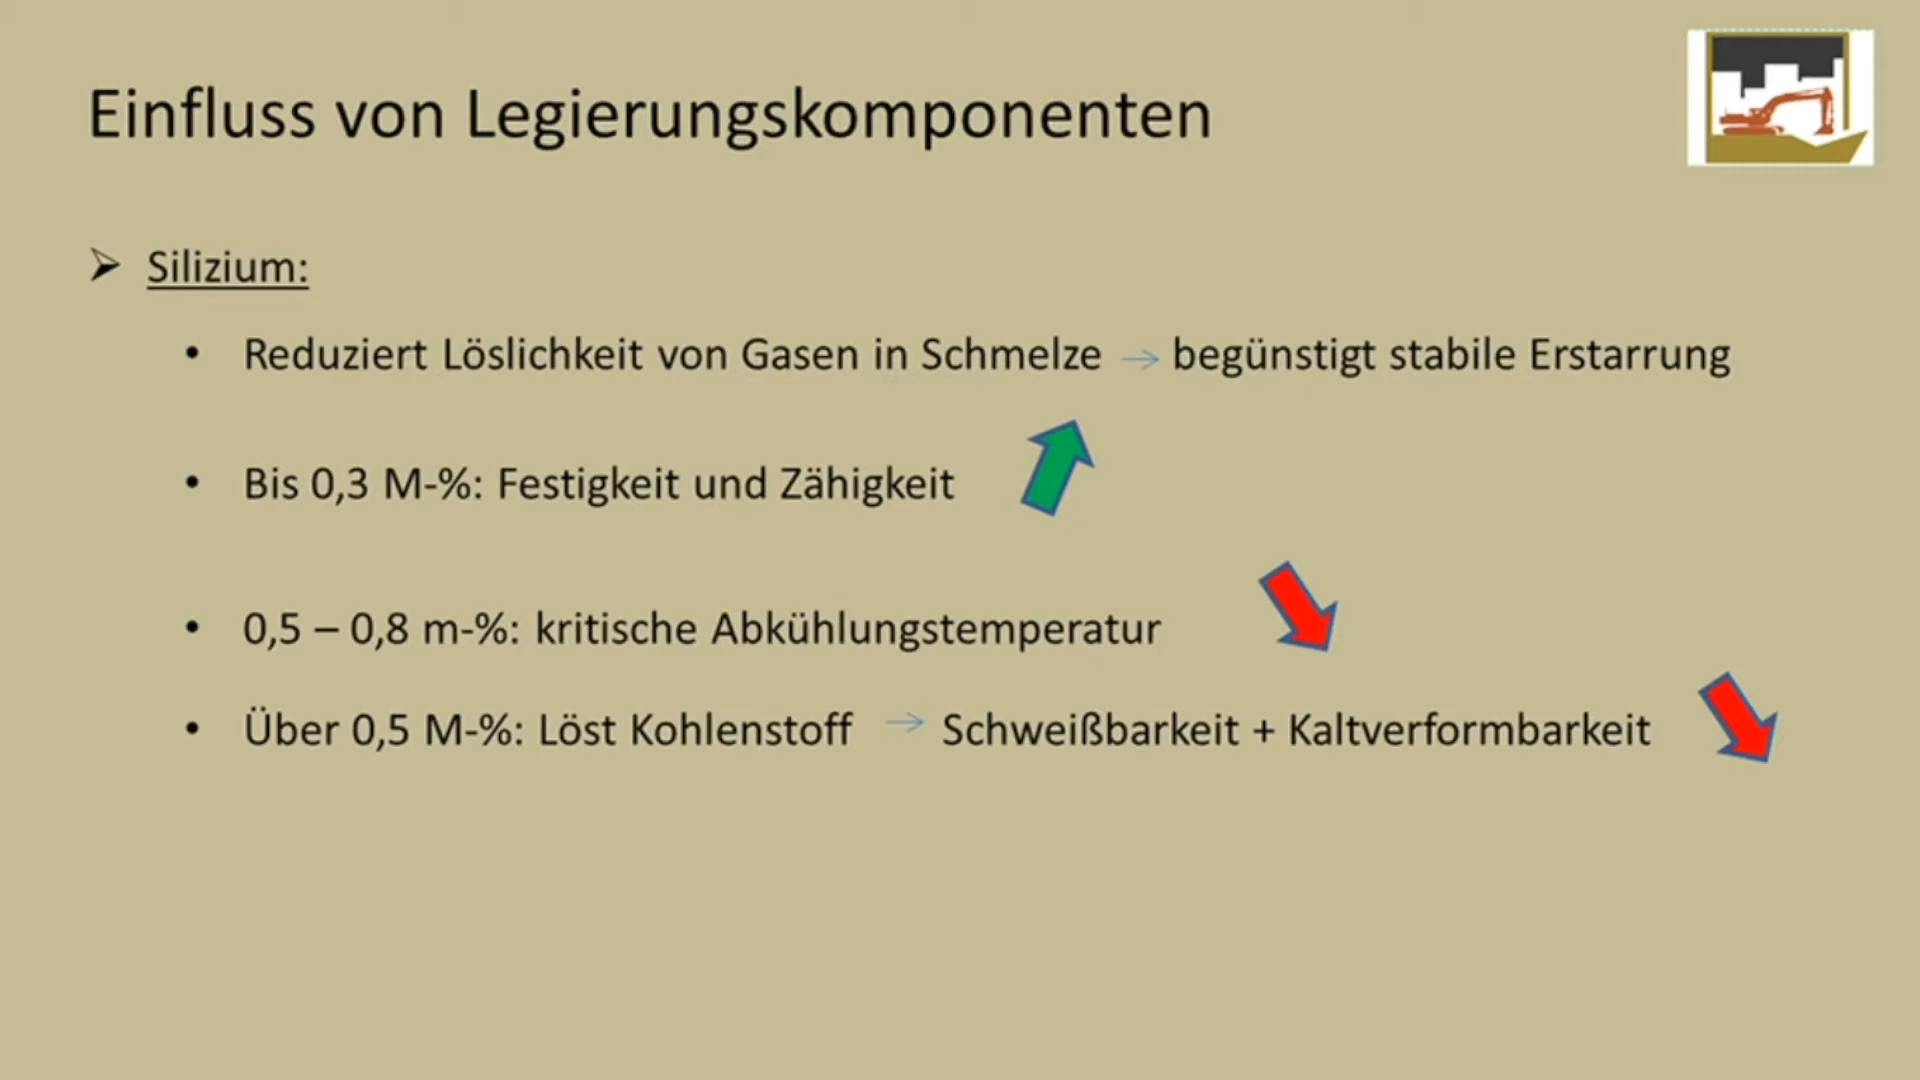 Einfluss von Legierungskomponenten
Silizium:
Reduziert Löslichkeit von Gasen in Schmelze → begünstigt stabile Erstarrung
Bis 0,3 M-%: Festigkeit und Zähigkeit
0,5 – 0,8 m-%: kritische Abkühlungstemperatur
Über 0,5 M-%: Löst Kohlenstoff → Schweißbarkeit + Kaltverformbarkeit